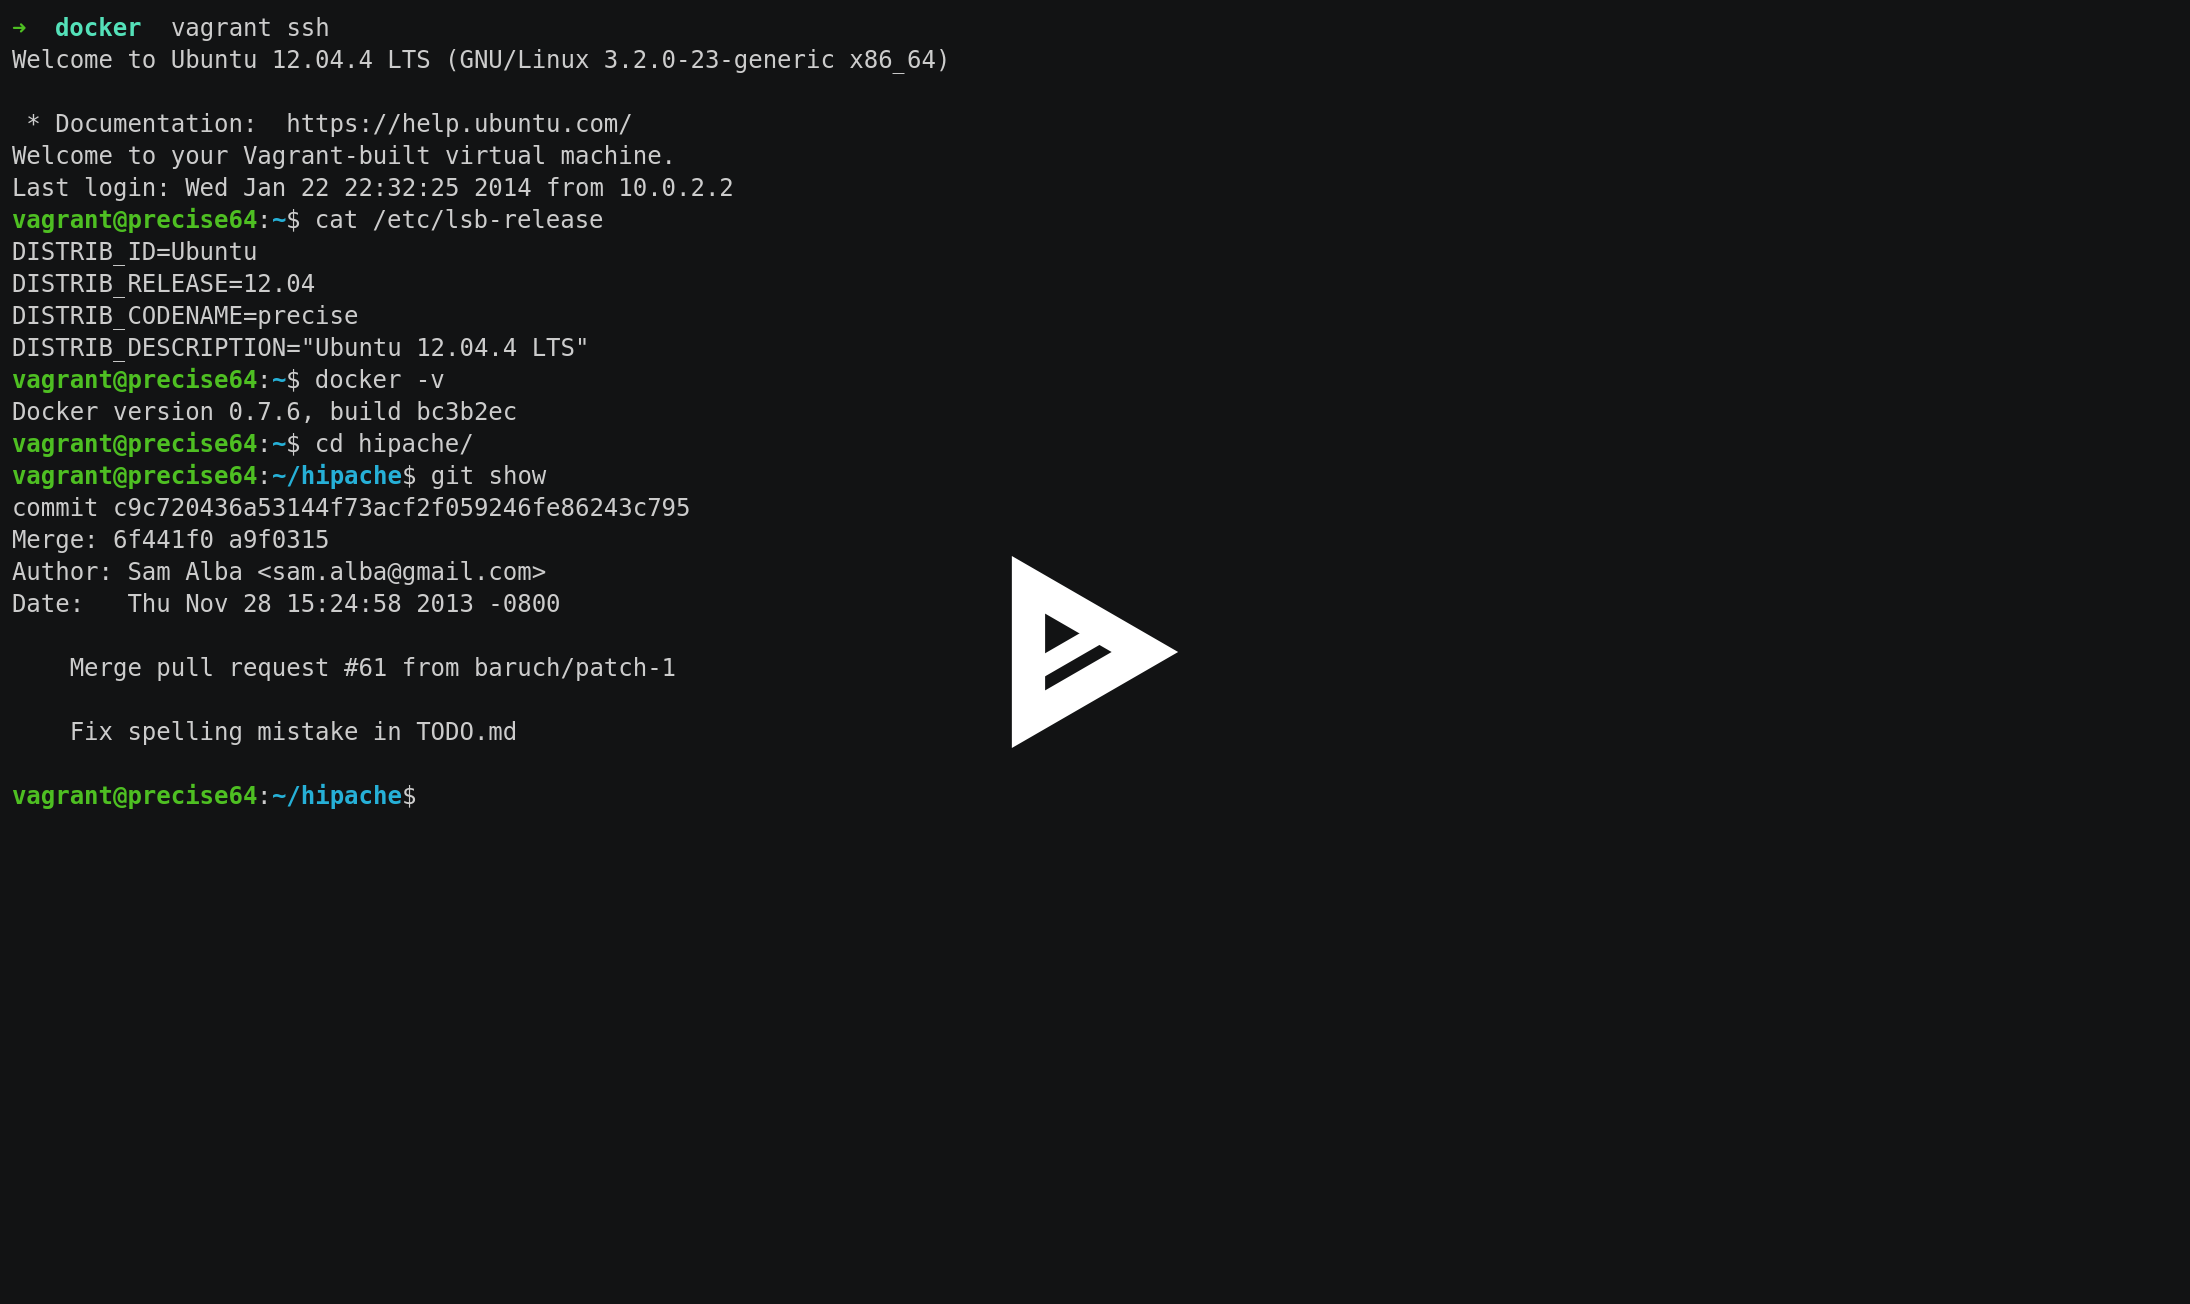 ➜  docker  vagrant ssh
Welcome to Ubuntu 12.04.4 LTS (GNU/Linux 3.2.0-23-generic x86_64)

 * Documentation:  https://help.ubuntu.com/
Welcome to your Vagrant-built virtual machine.
Last login: Wed Jan 22 22:32:25 2014 from 10.0.2.2
vagrant@precise64:~$ cat /etc/lsb-release
DISTRIB_ID=Ubuntu
DISTRIB_RELEASE=12.04
DISTRIB_CODENAME=precise
DISTRIB_DESCRIPTION="Ubuntu 12.04.4 LTS"
vagrant@precise64:~$ docker -v
Docker version 0.7.6, build bc3b2ec
vagrant@precise64:~$ cd hipache/
vagrant@precise64:~/hipache$ git show
commit c9c720436a53144f73acf2f059246fe86243c795
Merge: 6f441f0 a9f0315
Author: Sam Alba <sam.alba@gmail.com>
Date:   Thu Nov 28 15:24:58 2013 -0800

    Merge pull request #61 from baruch/patch-1

    Fix spelling mistake in TODO.md

vagrant@precise64:~/hipache$